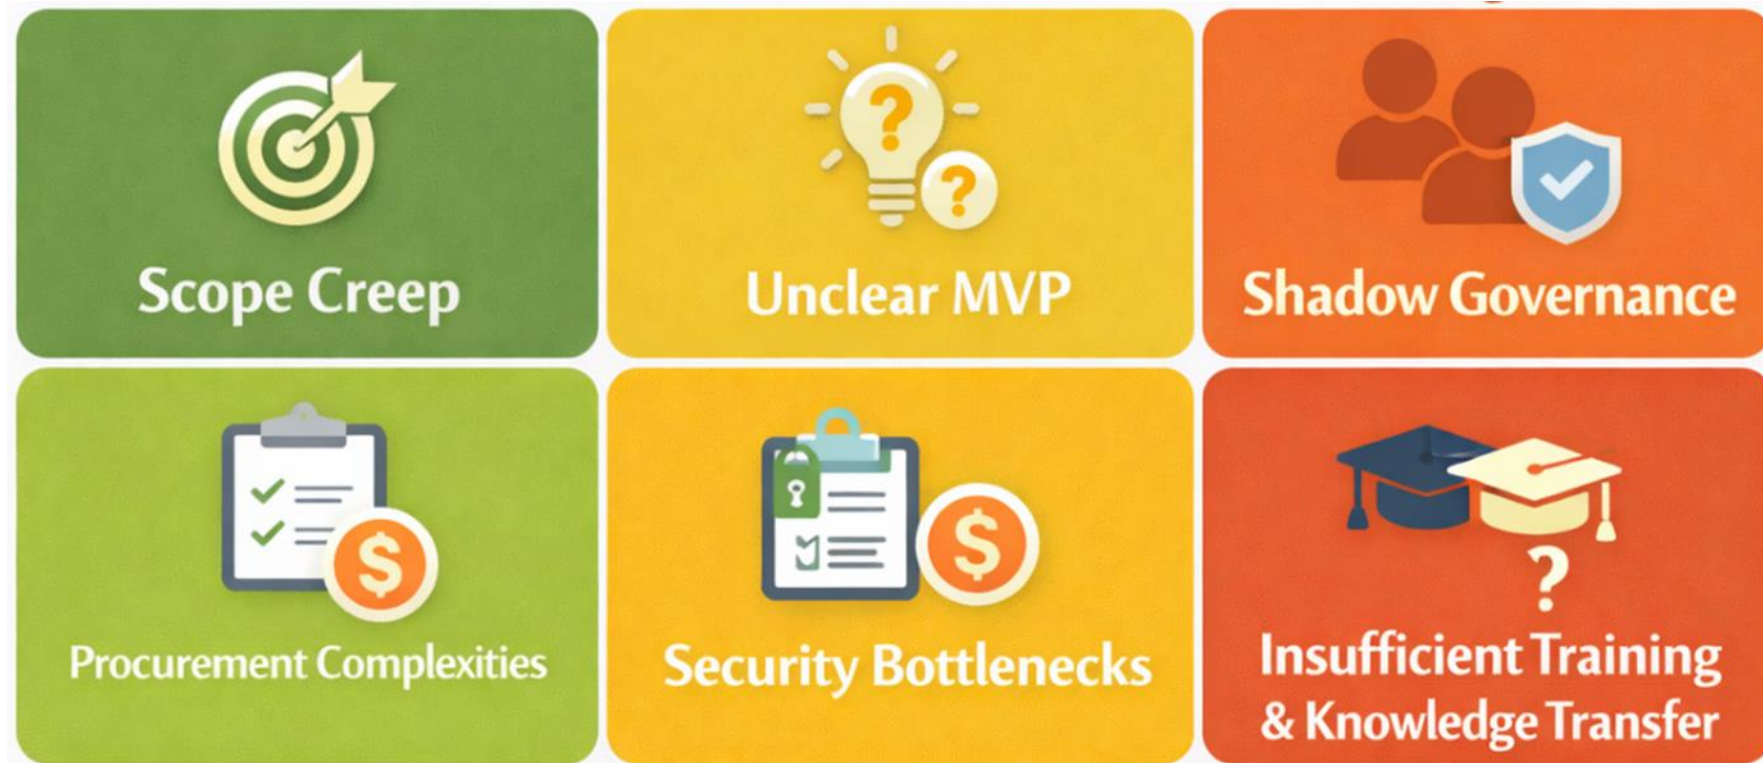 Scope Creep
Unclear MVP
Shadow Governance
Procurement Complexities
Security Bottlenecks
Insufficient Training
& Knowledge Transfer